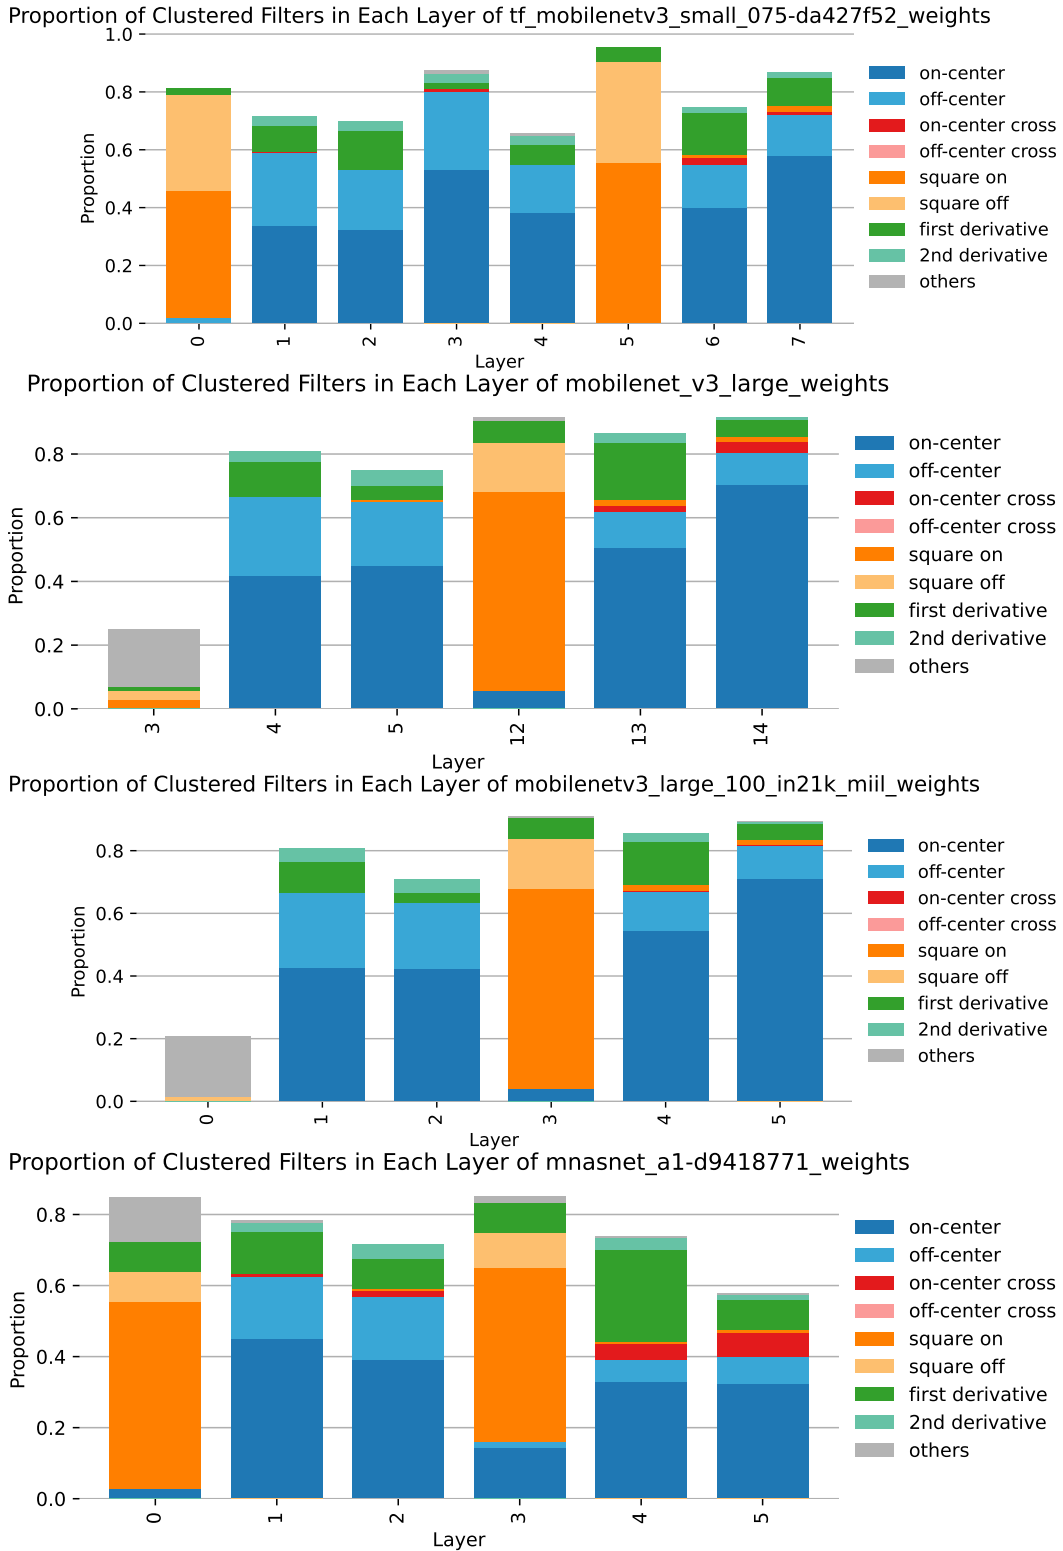 Proportion of Clustered Filters in Each Layer of tf_mobilenetv3_small_075-da427f52_weights
1.0
0.8
0.6
0.4
0.2
0.0
Proportion
0 1 2 3 4 5 6 7
Layer
on-center
off-center
on-center cross
off-center cross
square on
square off
first derivative
2nd derivative
others
Proportion of Clustered Filters in Each Layer of mobilenet_v3_large_weights
0.8
0.6
0.4
0.2
0.0
Proportion
3 4 5 12 13 14
Layer
on-center
off-center
on-center cross
off-center cross
square on
square off
first derivative
2nd derivative
others
Proportion of Clustered Filters in Each Layer of mobilenetv3_large_100_in21k_miil_weights
0.8
0.6
0.4
0.2
0.0
Proportion
0 1 2 3 4 5
Layer
on-center
off-center
on-center cross
off-center cross
square on
square off
first derivative
2nd derivative
others
Proportion of Clustered Filters in Each Layer of mnasnet_a1-d9418771_weights
0.8
0.6
0.4
0.2
0.0
Proportion
0 1 2 3 4 5
Layer
on-center
off-center
on-center cross
off-center cross
square on
square off
first derivative
2nd derivative
others